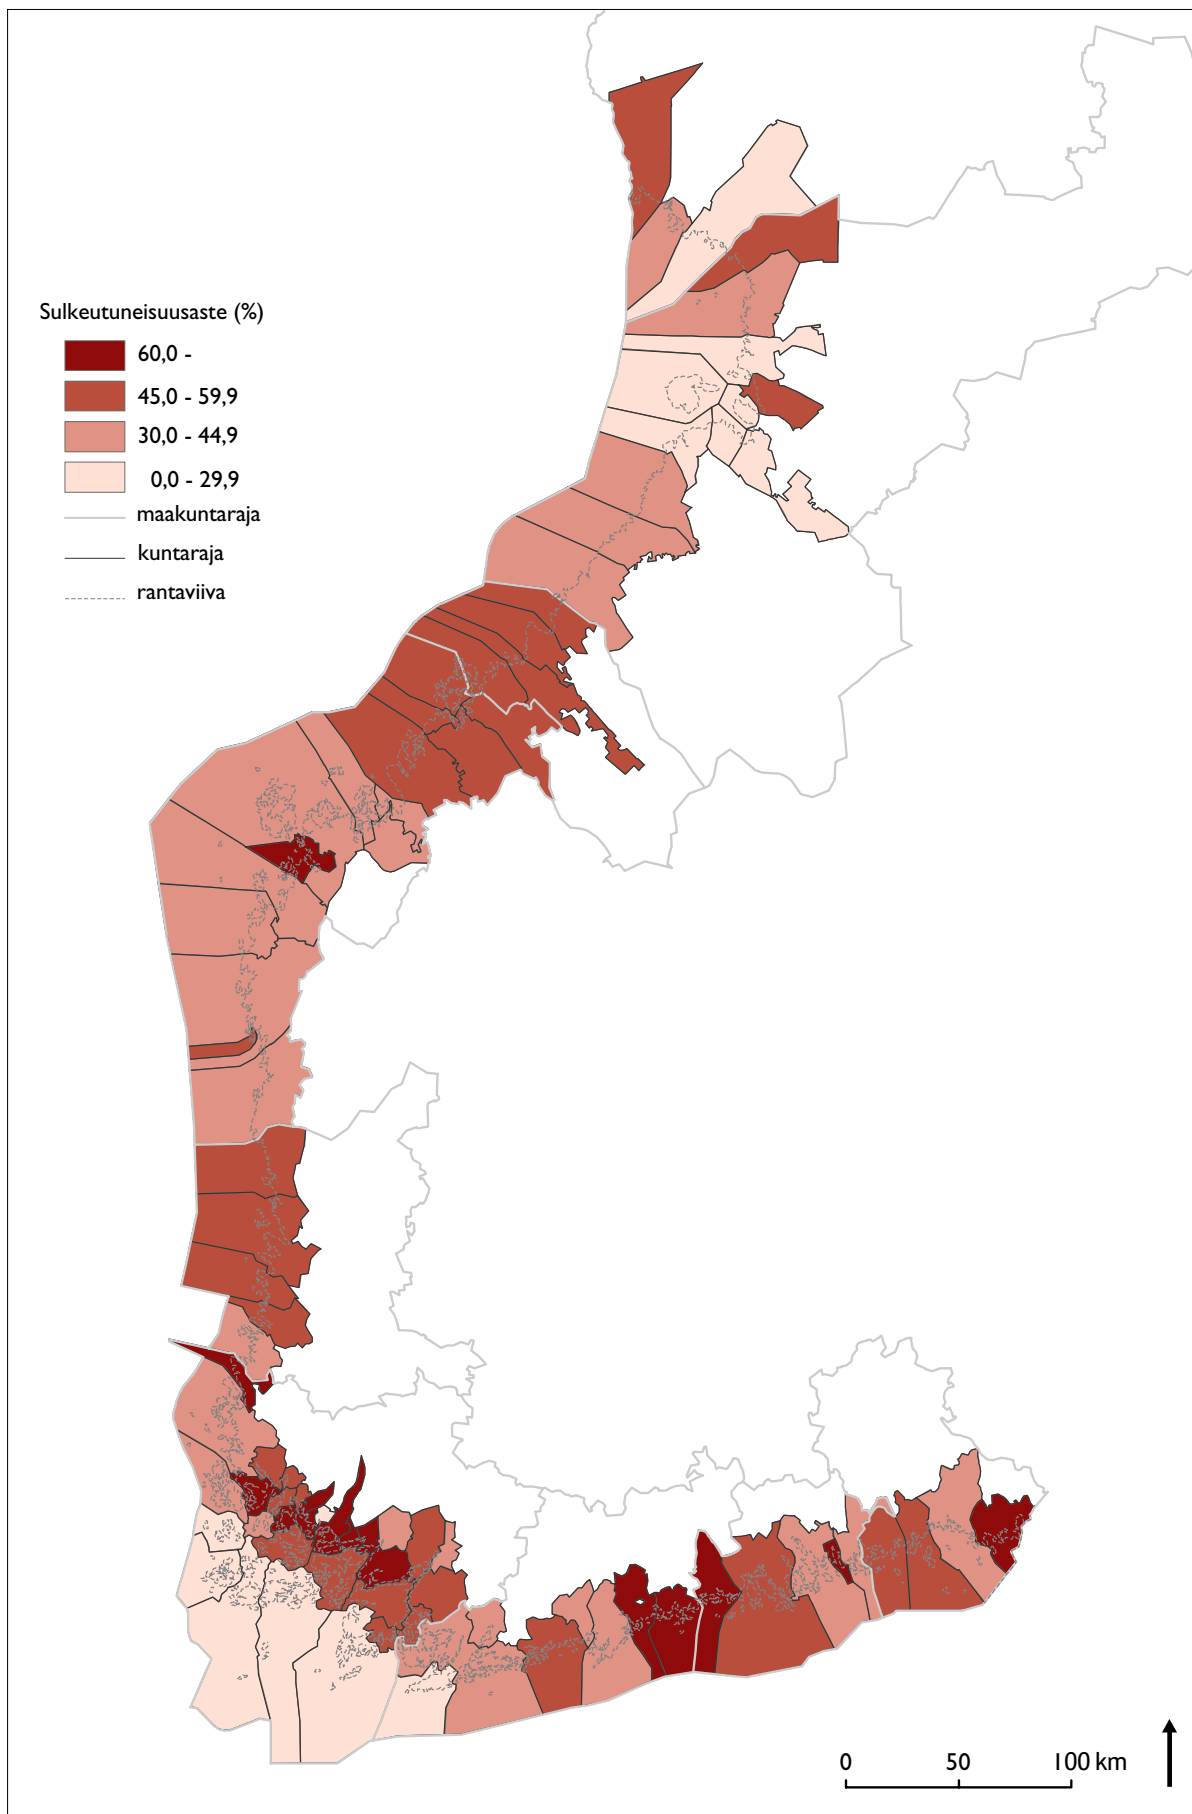 Sulkeutuneisuusaste (%)
60,0 -
45,0 - 59,9
30,0 - 44,9
0,0 - 29,9
maakuntaraja
kuntaraja
rantaviiva
0 50 100 km